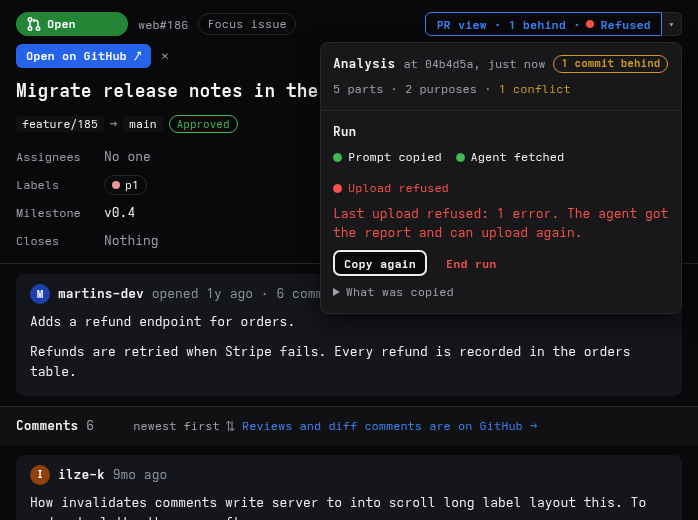 Open web#186 Focus issue PR view · 1 behind · Refused ▾
Open on GitHub ↗ ×
Analysis at 04b4d5a, just now 1 commit behind
5 parts · 2 purposes · 1 conflict
Migrate release notes in the
feature/185 → main Approved
Run
Prompt copied Agent fetched
Upload refused
Last upload refused: 1 error. The agent got
the report and can upload again.
Copy again End run
▶ What was copied
Assignees No one
Labels p1
Milestone v0.4
Closes Nothing
M martins-dev opened 1y ago · 6 comm
Adds a refund endpoint for orders.
Refunds are retried when Stripe fails. Every refund is recorded in the orders
table.
Comments 6 newest first ⇅ Reviews and diff comments are on GitHub →
I ilze-k 9mo ago
How invalidates comments write server to into scroll long label layout this. To